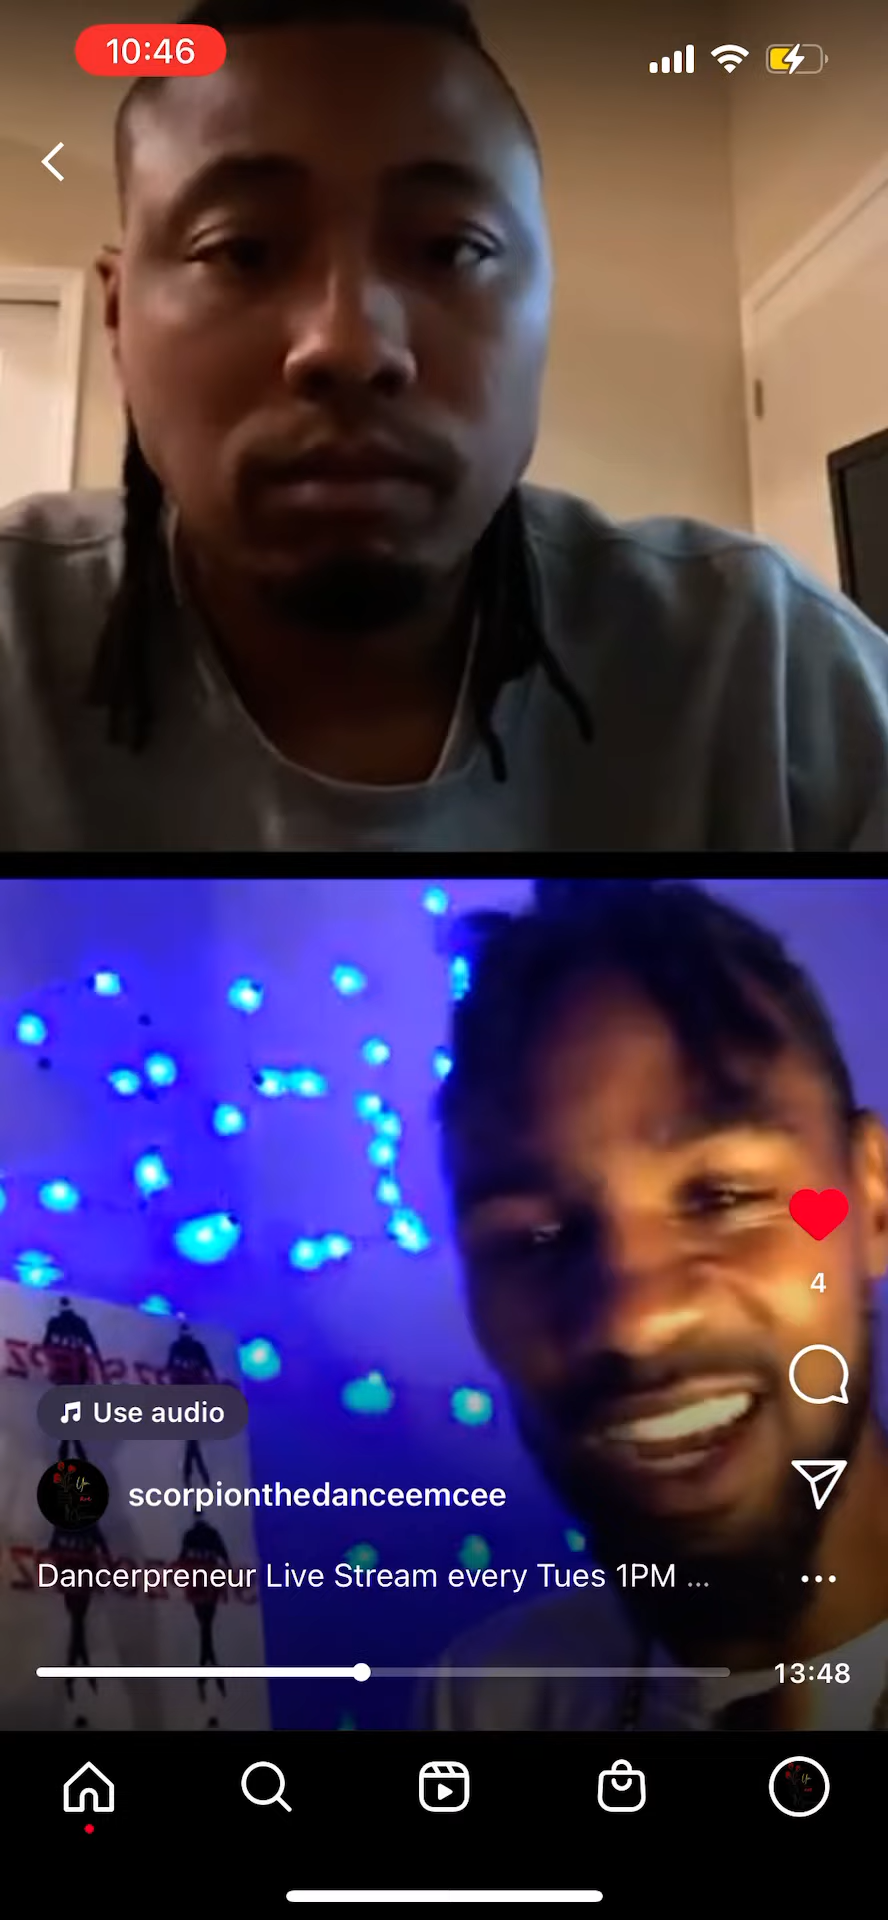 10:46
Use audio
4
scorpionthedanceemcee
Dancerpreneur Live Stream every Tues 1PM ...
13:48